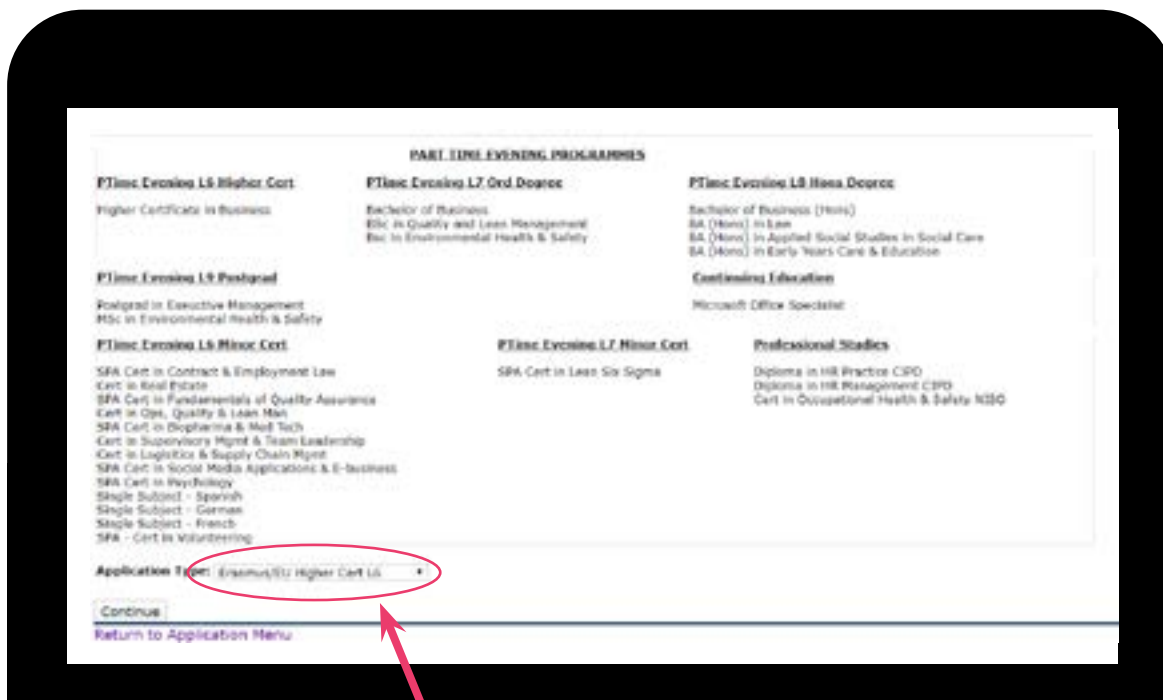 PART TIME EVENING PROGRAMMES
PTime Evening L6 Higher Cert
Higher Certificate in Business
PTime Evening L7 Ord Degree
Bachelor of Business
BSc in Quality and Lean Management
Bsc in Environmental Health & Safety
PTime Evening L8 Hons Degree
Bachelor of Business (Hons)
BA (Hons) in Law
BA (Hons) in Applied Social Studies in Social Care
BA (Hons) in Early Years Care & Education
PTime Evening L9 Postgrad
Postgrad in Executive Management
MSc in Environmental Health & Safety
Continuing Education
Microsoft Office Specialist
PTime Evening L6 Minor Cert
SPA Cert in Contract & Employment Law
Cert in Real Estate
SPA Cert in Fundamentals of Quality Assurance
Cert in Ops, Quality & Lean Man
SPA Cert in Biopharma & Med Tech
Cert in Supervisory Mgmt & Team Leadership
Cert in Logistics & Supply Chain Mgmt
SPA Cert in Social Media Applications & E-business
SPA Cert in Psychology
Single Subject - Spanish
Single Subject - German
Single Subject - French
SPA - Cert in Volunteering
PTime Evening L7 Minor Cert
SPA Cert in Lean Six Sigma
Professional Studies
Diploma in HR Practice CIPD
Diploma in HR Management CIPD
Cert in Occupational Health & Safety NISO
Application Type: Erasmus/EU Higher Cert L6
Continue
Return to Application Menu